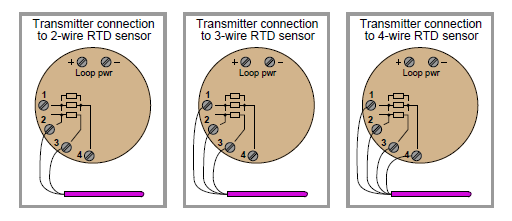 Transmitter connection
to 2-wire RTD sensor
+ −
Loop pwr
1
2
3
4
Transmitter connection
to 3-wire RTD sensor
+ −
Loop pwr
1
2
3
4
Transmitter connection
to 4-wire RTD sensor
+ −
Loop pwr
1
2
3
4